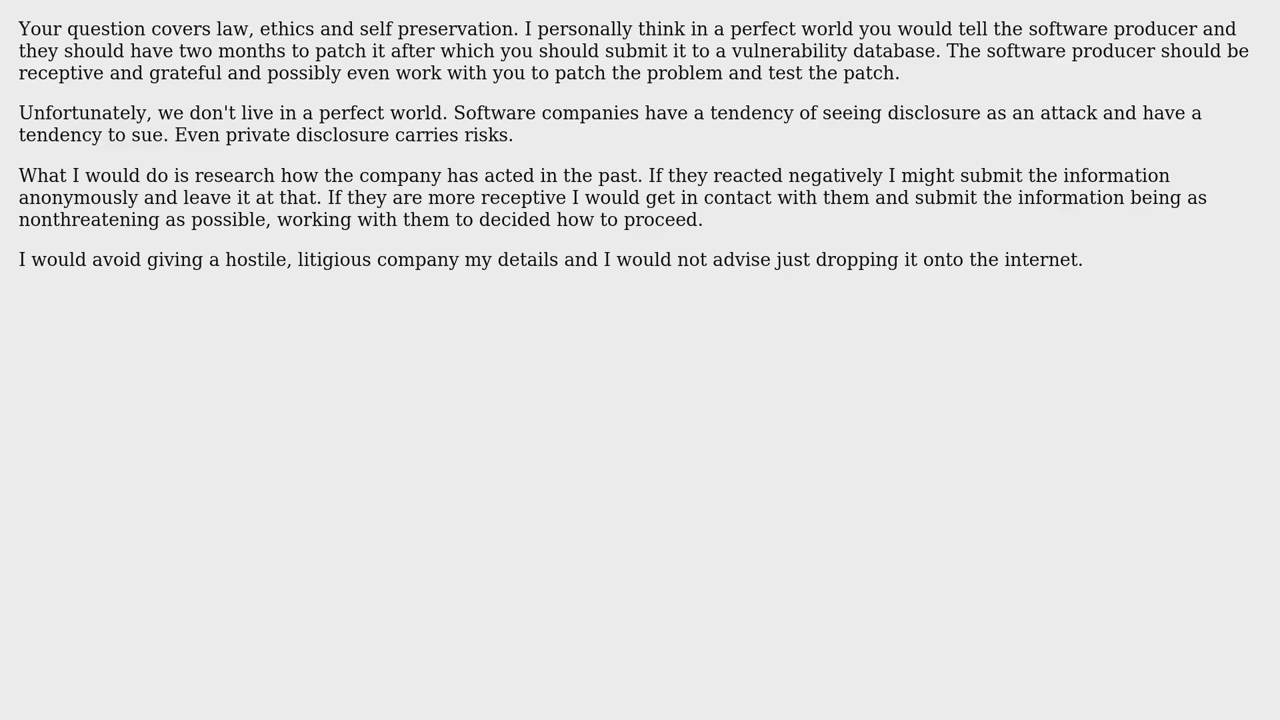 Your question covers law, ethics and self preservation. I personally think in a perfect world you would tell the software producer and
they should have two months to patch it after which you should submit it to a vulnerability database. The software producer should be
receptive and grateful and possibly even work with you to patch the problem and test the patch.
Unfortunately, we don't live in a perfect world. Software companies have a tendency of seeing disclosure as an attack and have a
tendency to sue. Even private disclosure carries risks.
What I would do is research how the company has acted in the past. If they reacted negatively I might submit the information
anonymously and leave it at that. If they are more receptive I would get in contact with them and submit the information being as
nonthreatening as possible, working with them to decided how to proceed.
I would avoid giving a hostile, litigious company my details and I would not advise just dropping it onto the internet.